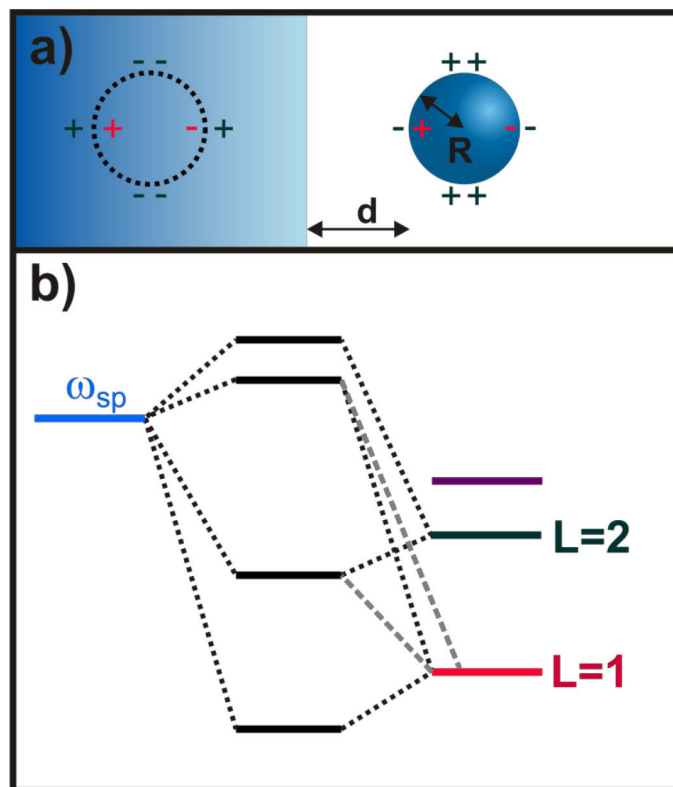 a)
- - + +
+ + - + - + - -
R
- - + +
d
b)
ωsp
L=2
L=1